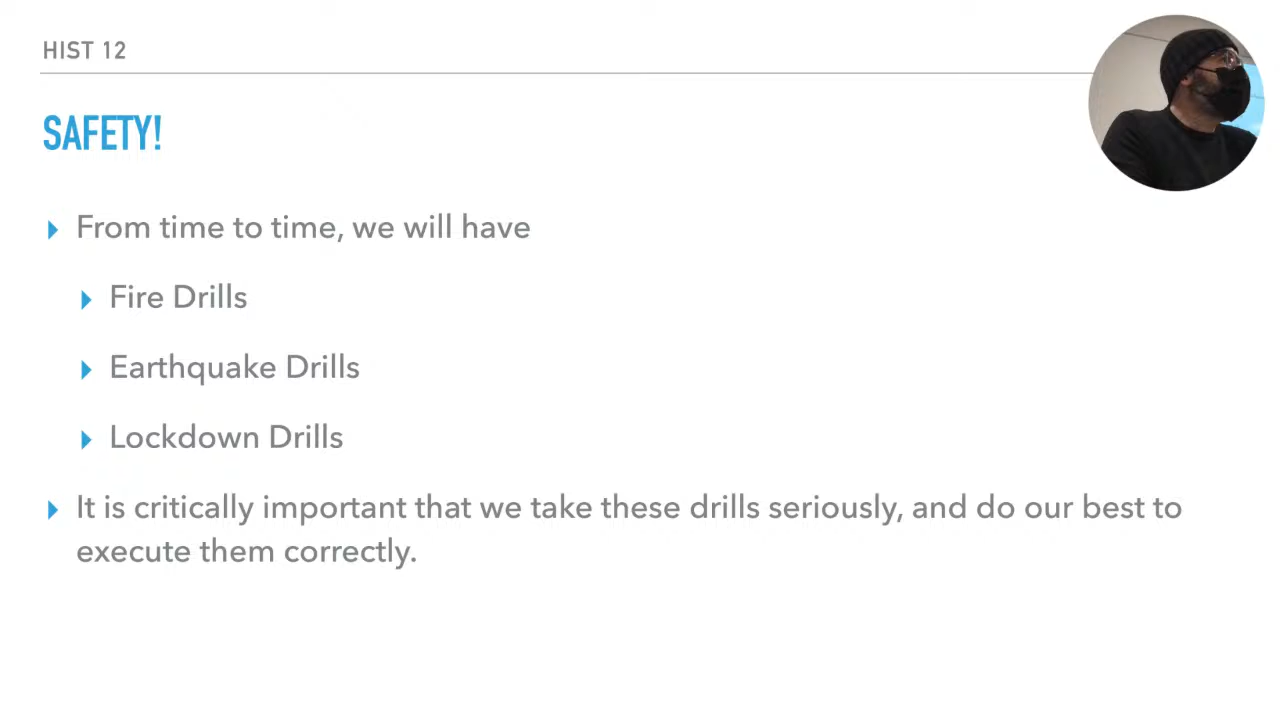 HIST 12
SAFETY!
From time to time, we will have
Fire Drills
Earthquake Drills
Lockdown Drills
It is critically important that we take these drills seriously, and do our best to
execute them correctly.